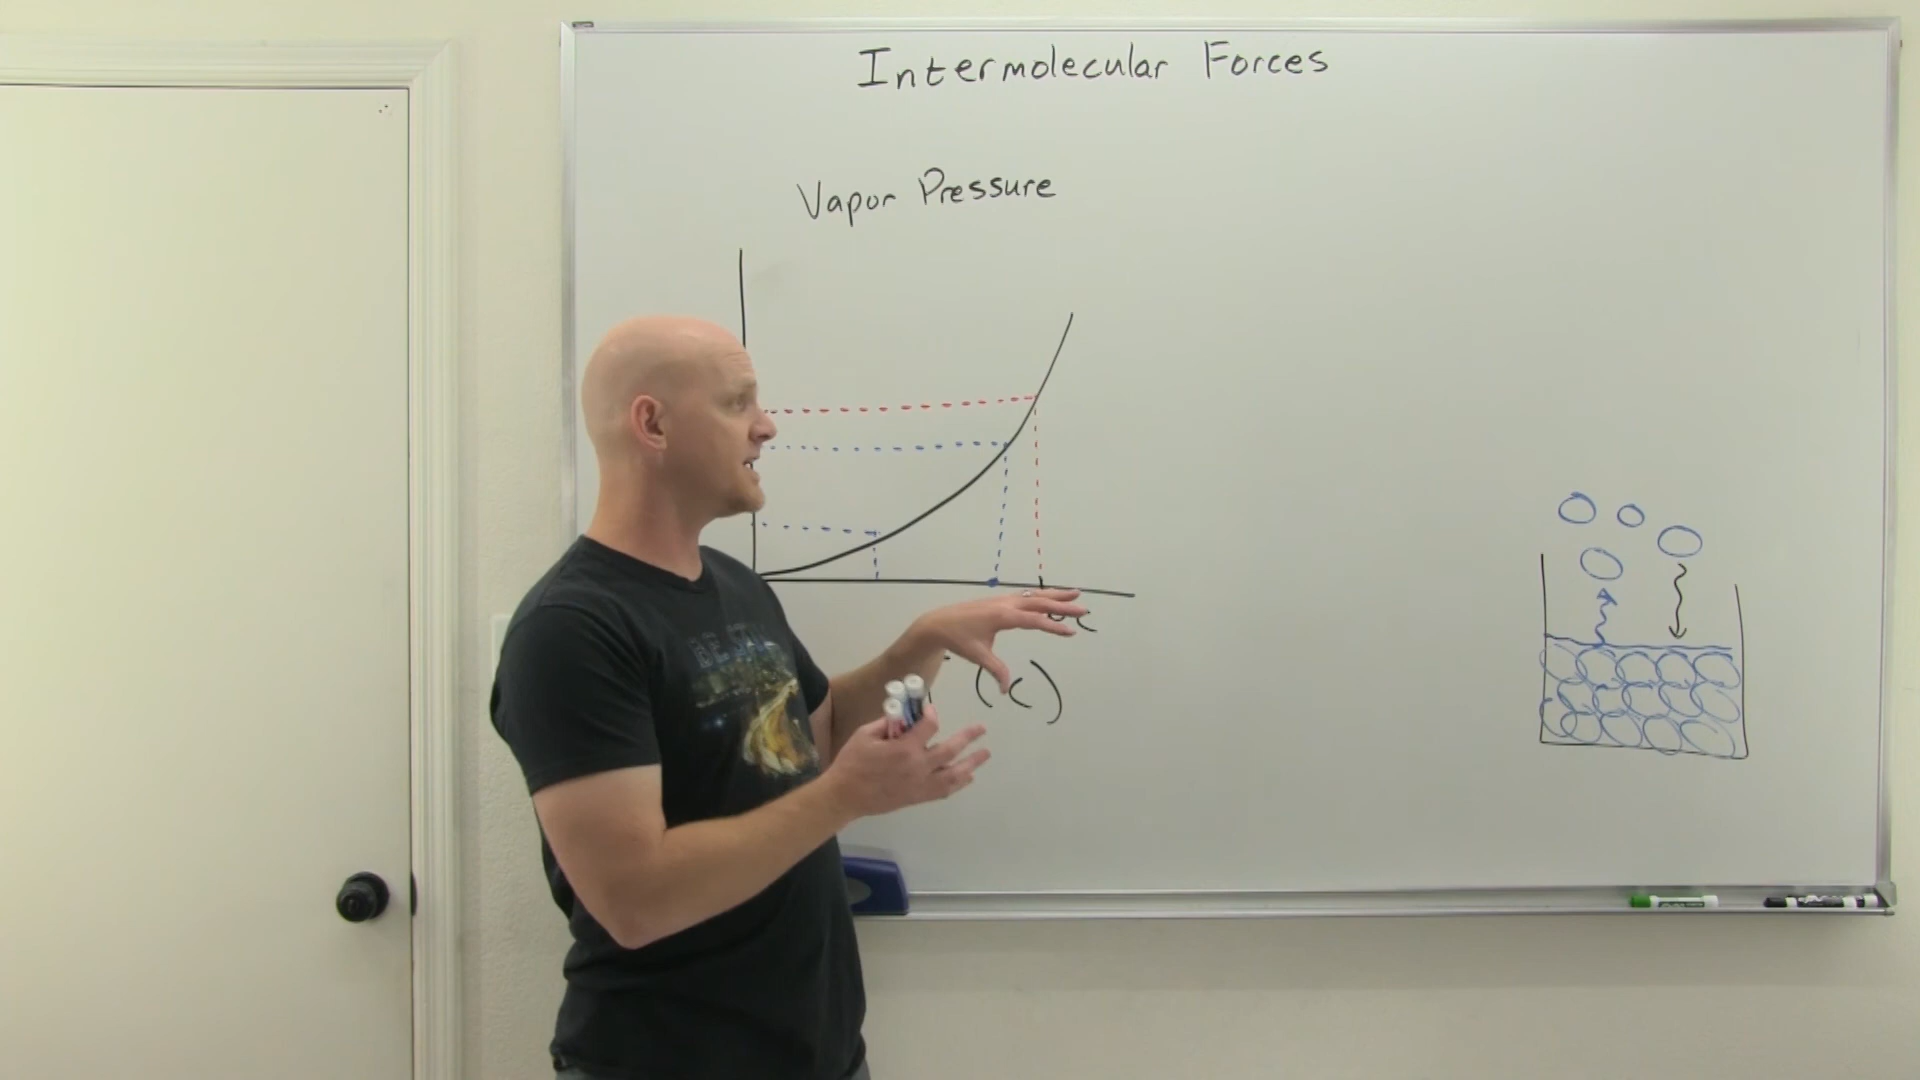 Intermolecular Forces
Vapor Pressure
(c)